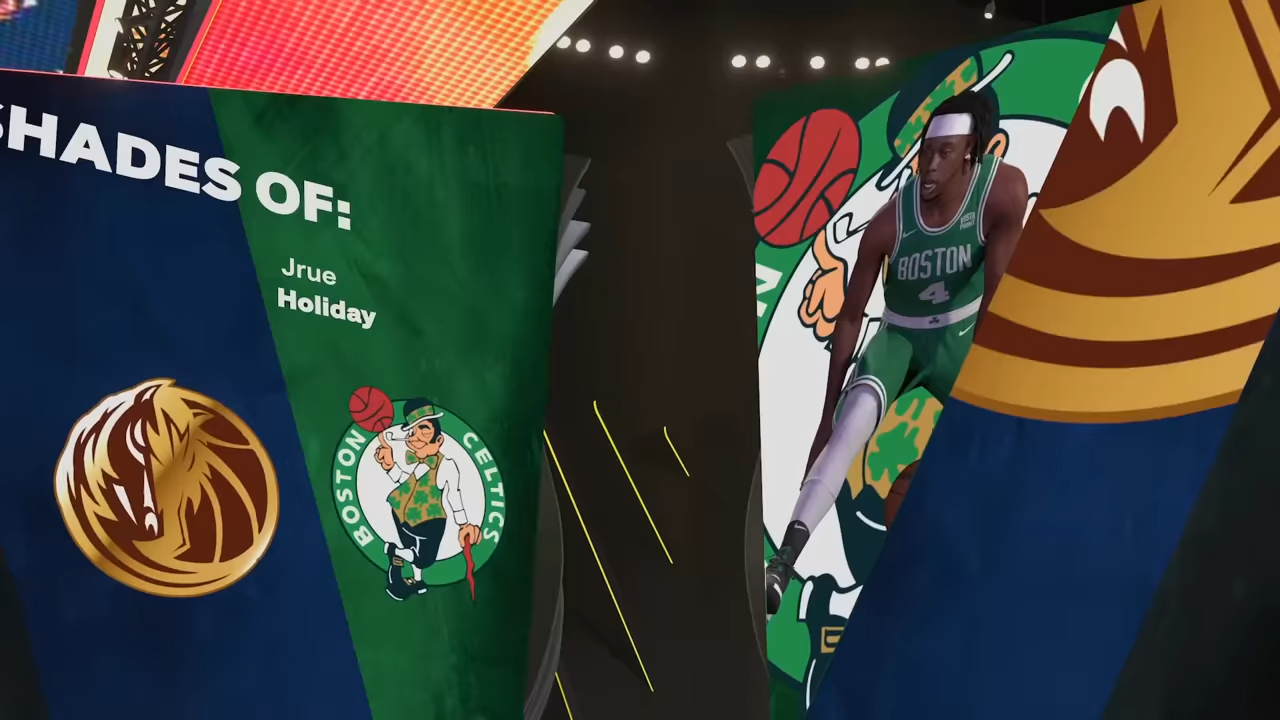 SHADES OF:
Jrue
Holiday
BOSTON CELTICS
BOSTON
4
N